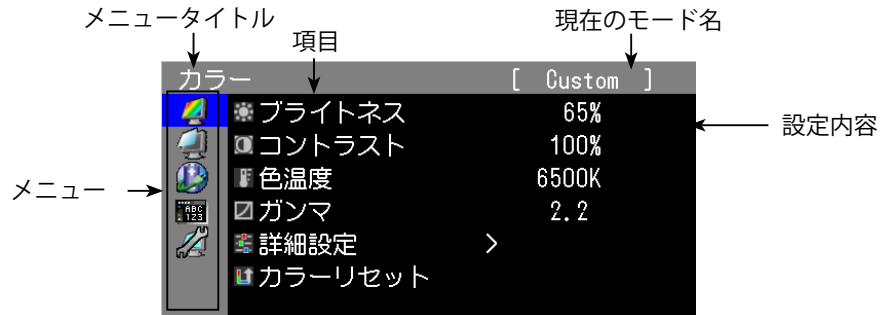 メニュータイトル
現在のモード名
項目
カラー [ Custom ]
ブライトネス 65%
設定内容
コントラスト 100%
色温度 6500K
メニュー
ABC
123
ガンマ 2.2
詳細設定 >
カラーリセット